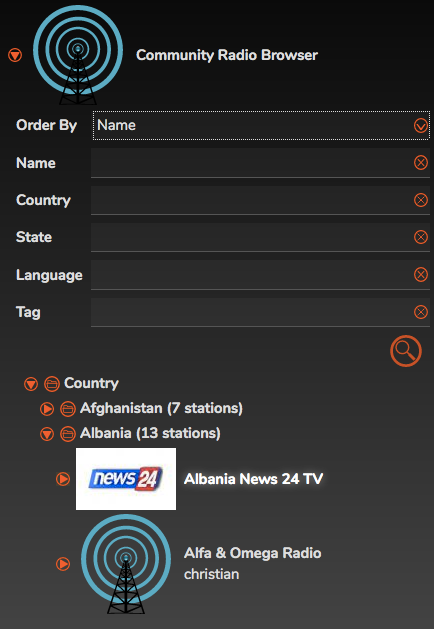 Community Radio Browser
Order By Name
Name
Country
State
Language
Tag
Country
Afghanistan (7 stations)
Albania (13 stations)
news 24
Albania News 24 TV
Alfa & Omega Radio
christian